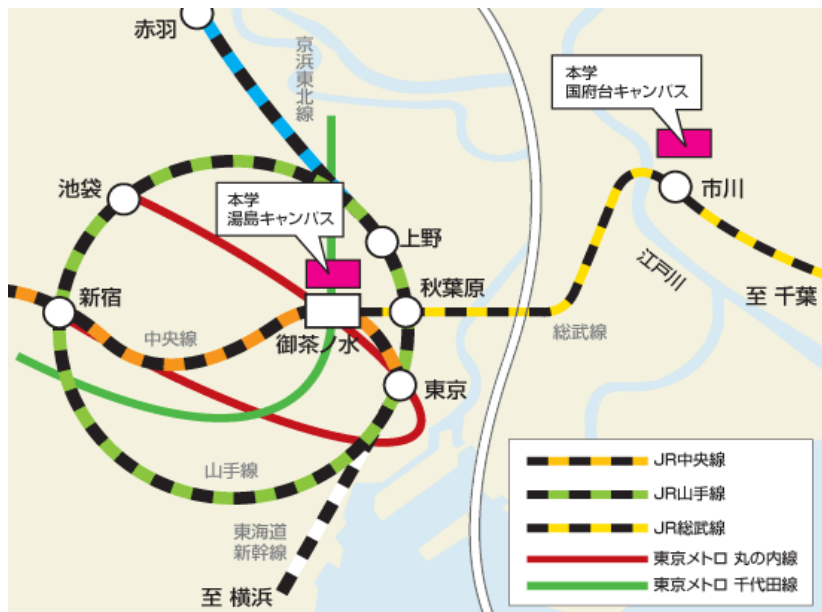 赤羽
京浜東北線
本学
国府台キャンパス
池袋
本学
湯島キャンパス
市川
上野
新宿
秋葉原
江戸川
至 千葉
中央線
御茶ノ水
総武線
東京
山手線
東海道
新幹線
至 横浜
JR中央線
JR山手線
JR総武線
東京メトロ 丸の内線
東京メトロ 千代田線